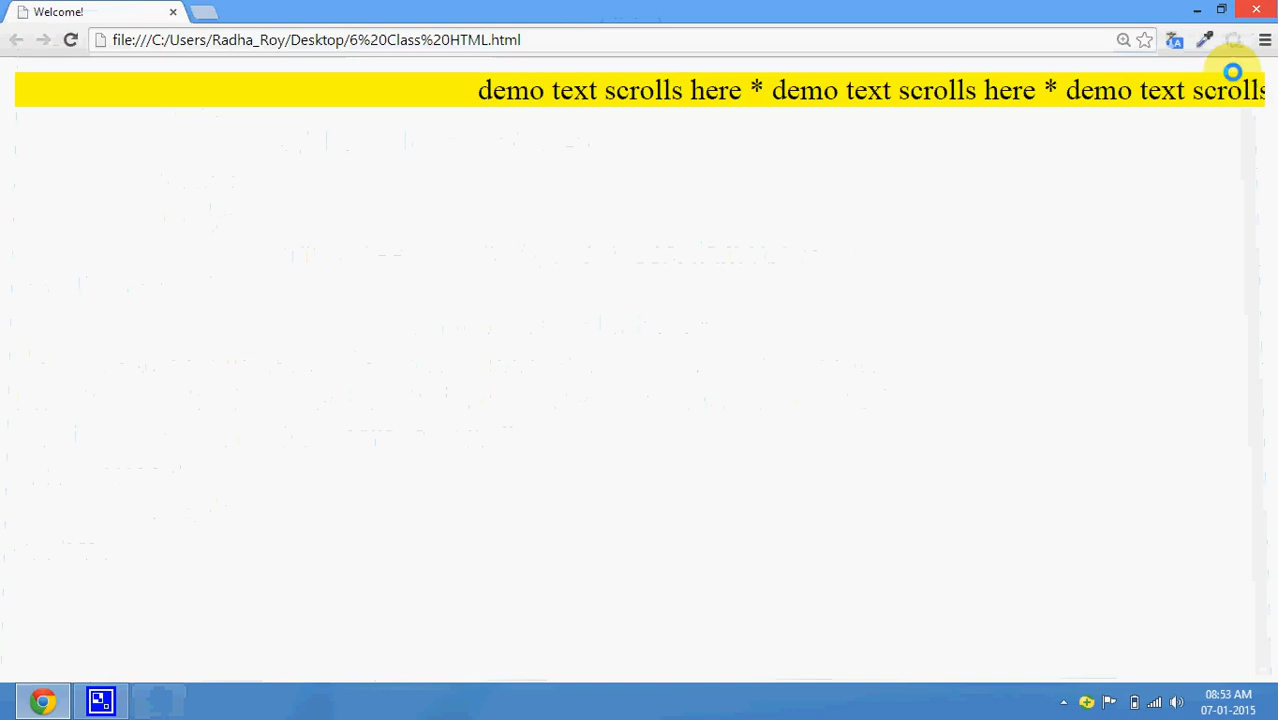 Welcome!
file:///C:/Users/Radha_Roy/Desktop/6%20Class%20HTML.html
demo text scrolls here * demo text scrolls here * demo text scrolls
08:53 AM
07-01-2015